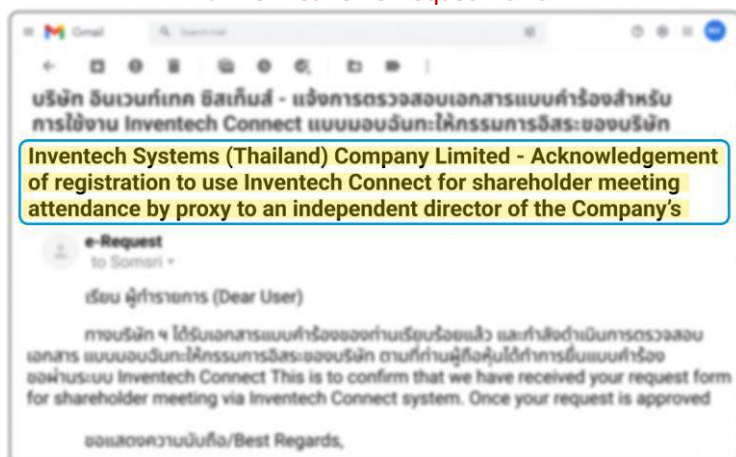 Gmail
บริษัท อินเวนท์เทค ซิสเท็มส์ - แจ้งการตรวจสอบเอกสารแบบคำร้องสำหรับ
การใช้งาน Inventech Connect แบบมอบฉันทะให้กรรมการอิสระของบริษัท
Inventech Systems (Thailand) Company Limited - Acknowledgement
of registration to use Inventech Connect for shareholder meeting
attendance by proxy to an independent director of the Company’s
e-Request
to Somsri
เรียน ผู้ทำรายการ (Dear User)
ทางบริษัท ฯ ได้รับเอกสารแบบคำร้องของท่านเรียบร้อยแล้ว และกำลังดำเนินการตรวจสอบ
เอกสาร แบบมอบฉันทะให้กรรมการอิสระของบริษัท ตามที่ท่านผู้ถือหุ้นได้ทำการยื่นแบบคำร้อง
ขอผ่านระบบ Inventech Connect This is to confirm that we have received your request form
for shareholder meeting via Inventech Connect system. Once your request is approved
ขอแสดงความนับถือ/Best Regards,